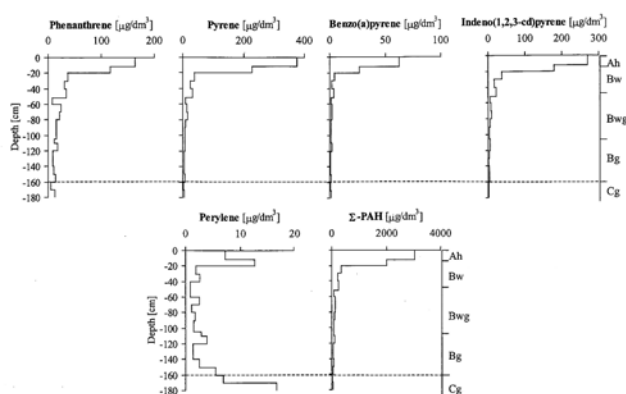 Phenanthrene [µg/dm³] Pyrene [µg/dm³] Benzo(a)pyrene [µg/dm³] Indeno(1,2,3-cd)pyrene [µg/dm³]
0 100 200 0 200 400 0 50 100 0 100 200 300
Depth [cm]
0
-20
-40
-60
-80
-100
-120
-140
-160
-180
Ah
Bw
Bwg
Bg
Cg
Perylene [µg/dm³] Σ-PAH [µg/dm³]
0 10 20 0 2000 4000
Depth [cm]
0
-20
-40
-60
-80
-100
-120
-140
-160
-180
Ah
Bw
Bwg
Bg
Cg